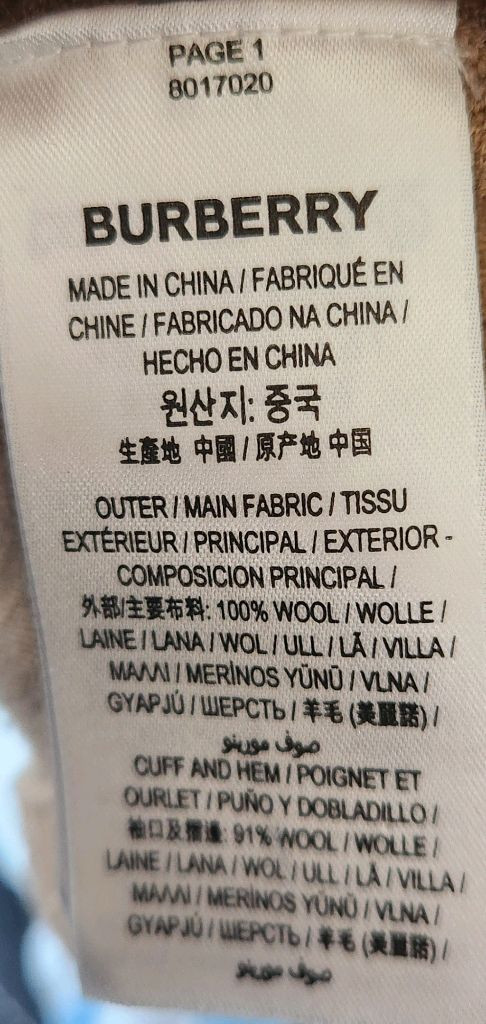 PAGE 1
8017020
BURBERRY
MADE IN CHINA / FABRIQUÉ EN
CHINE / FABRICADO NA CHINA /
HECHO EN CHINA
원산지: 중국
生產地 中國 / 原产地 中国
OUTER / MAIN FABRIC / TISSU
EXTÉRIEUR / PRINCIPAL / EXTERIOR -
COMPOSICION PRINCIPAL /
外部/主要布料: 100% WOOL / WOLLE /
LAINE / LANA / WOL / ULL / LÃ / VILLA /
ΜΑΛΛΙ / MERİNOS YÜNÜ / VLNA /
GYAPJÚ / ШЕРСТЬ / 羊毛 (美麗諾) /
صوف مورينو
CUFF AND HEM / POIGNET ET
OURLET / PUÑO Y DOBLADILLO /
袖口及摺邊: 91% WOOL / WOLLE /
LAINE / LANA / WOL / ULL / LÃ / VILLA /
ΜΑΛΛΙ / MERİNOS YÜNÜ / VLNA /
GYAPJÚ / ШЕРСТЬ / 羊毛 (美麗諾) /
صوف مورينو